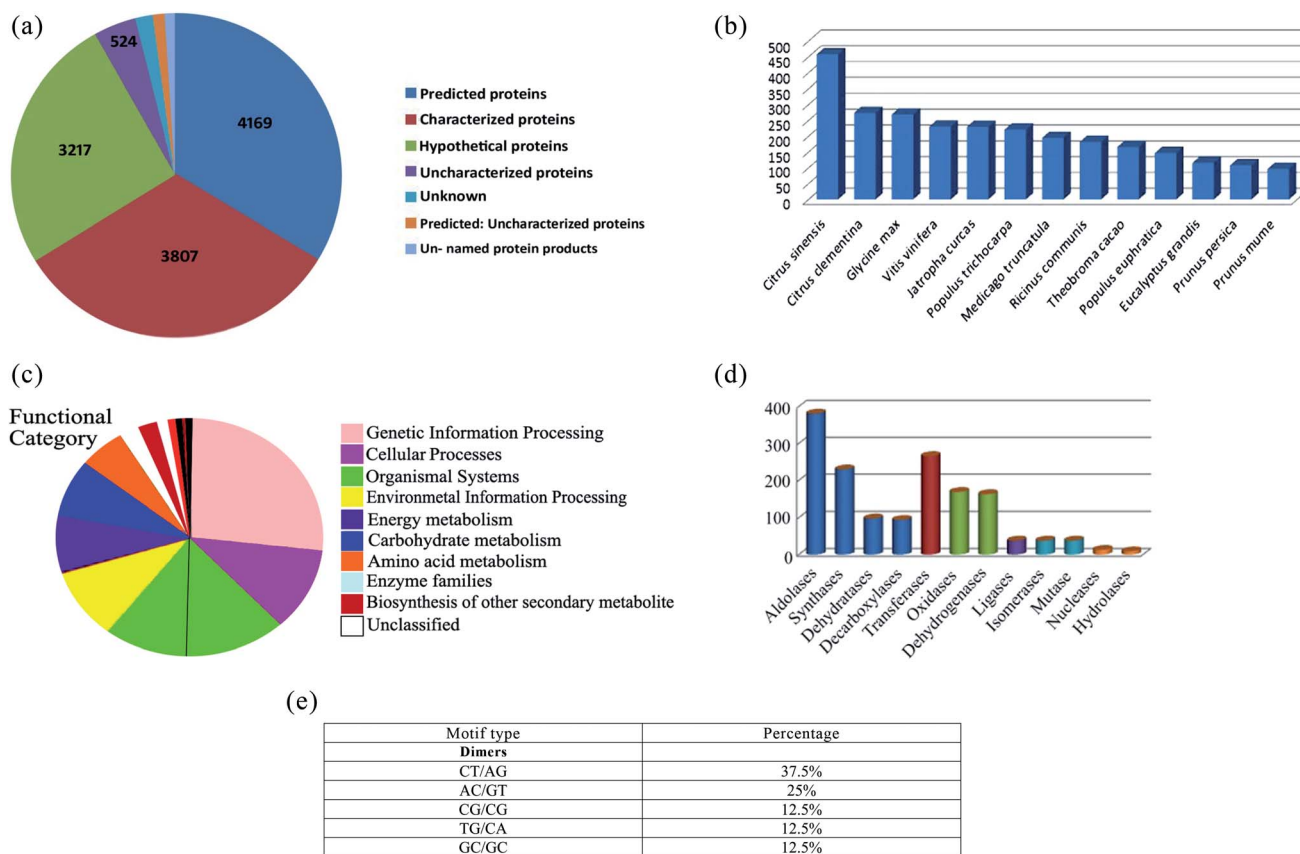 (a)
524
4169
3217
3807
Predicted proteins
Characterized proteins
Hypothetical proteins
Uncharacterized proteins
Unknown
Predicted: Uncharacterized proteins
Un- named protein products
(b)
500
450
400
350
300
250
200
150
100
50
0
Citrus sinensis
Citrus clementina
Glycine max
Vitis vinifera
Jatropha curcas
Populus trichocarpa
Medicago truncatula
Ricinus communis
Theobroma cacao
Populus euphratica
Eucalyptus grandis
Prunus persica
Prunus mume
(c)
Functional
Category
Genetic Information Processing
Cellular Processes
Organismal Systems
Environmetal Information Processing
Energy metabolism
Carbohydrate metabolism
Amino acid metabolism
Enzyme families
Biosynthesis of other secondary metabolite
Unclassified
(d)
400
300
200
100
0
Aldolases
Synthases
Dehydratases
Decarboxylases
Transferases
Oxidases
Dehydrogenases
Ligases
Isomerases
Mutase
Nucleases
Hydrolases
(e)
Motif type Percentage
Dimers
CT/AG 37.5%
AC/GT 25%
CG/CG 12.5%
TG/CA 12.5%
GC/GC 12.5%